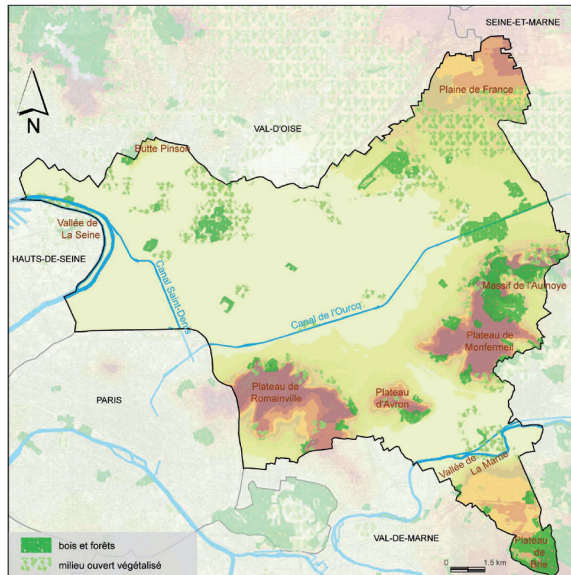 SEINE-ET-MARNE
Plaine de France
VAL-D'OISE
Butte Pinson
Vallée de
La Seine
HAUTS-DE-SEINE
Canal Saint-Denis
Canal de l'Ourcq
Massif de l'Aulnoye
Plateau de
Monfermeil
Plateau de
Romainville
Plateau
d'Avron
PARIS
Vallée de
La Marne
VAL-DE-MARNE
Plateau
de
Brie
N
bois et forêts
milieu ouvert végétalisé
0 1.5 km